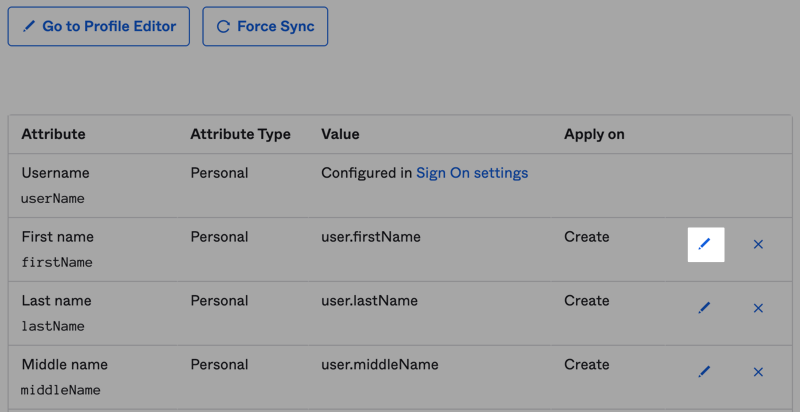 Go to Profile Editor Force Sync
Attribute Attribute Type Value Apply on
Username Personal Configured in Sign On settings
userName
First name Personal user.firstName Create
firstName
Last name Personal user.lastName Create
lastName
Middle name Personal user.middleName Create
middleName